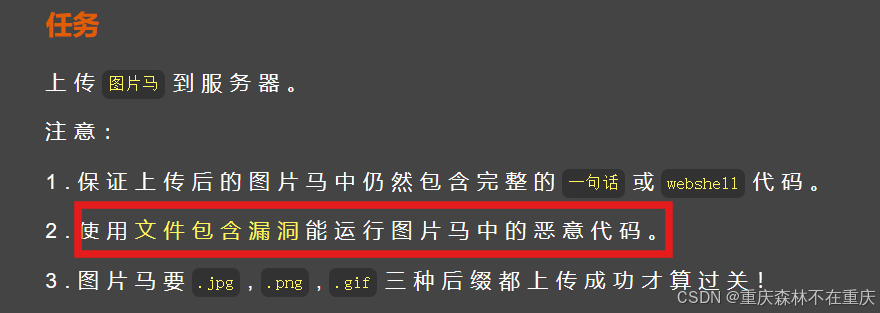 任务
上传 图片马 到服务器。
注意：
1.保证上传后的图片马中仍然包含完整的 一句话 或 webshell 代码。
2.使用文件包含漏洞能运行图片马中的恶意代码。
3.图片马要 .jpg , .png , .gif 三种后缀都上传成功才算过关！
CSDN @重庆森林不在重庆